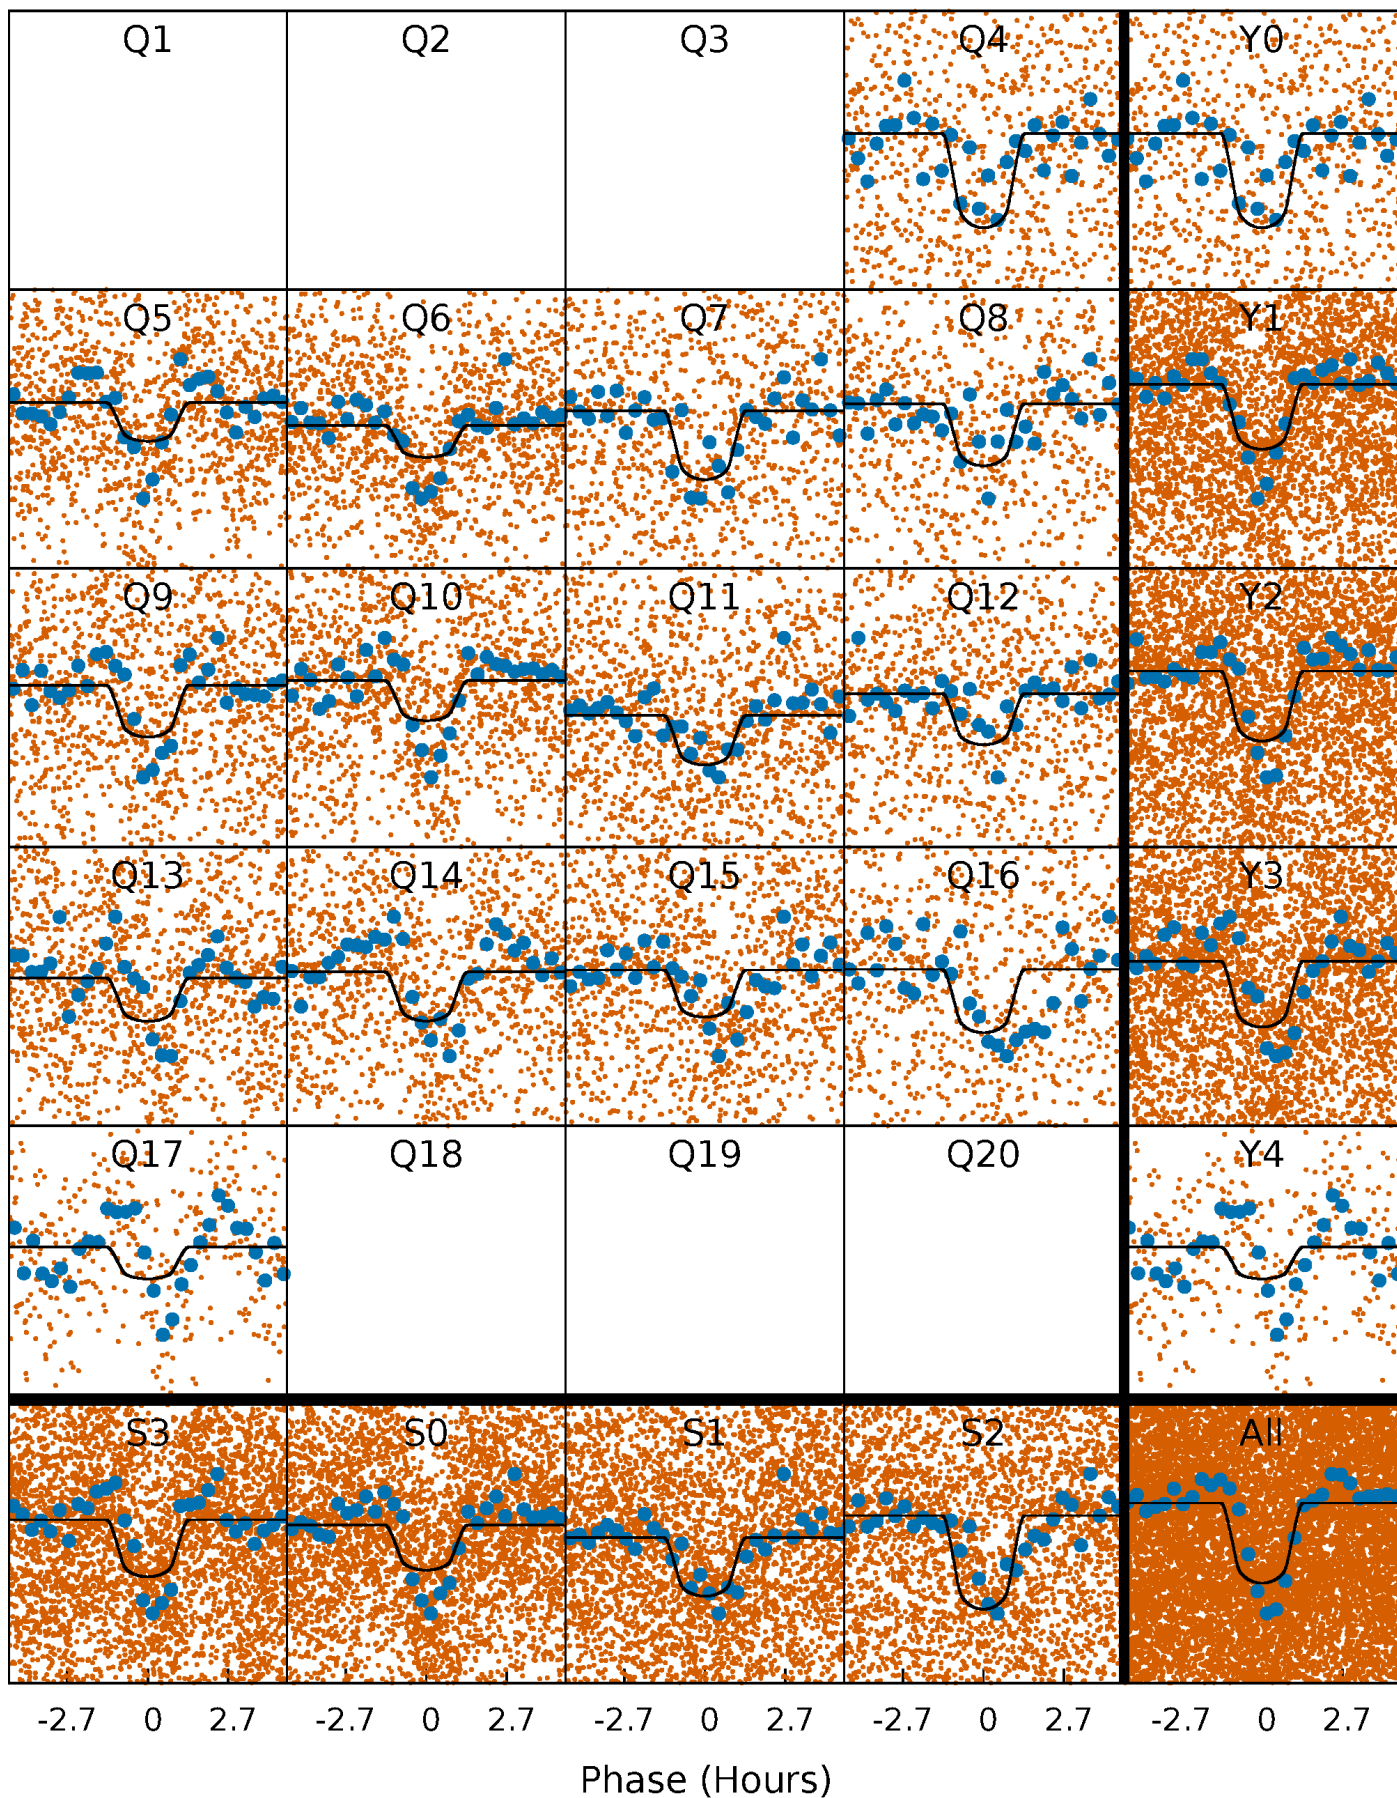 Q1 Q2 Q3 Q4 Y0
Q5 Q6 Q7 Q8 Y1
Q9 Q10 Q11 Q12 Y2
Q13 Q14 Q15 Q16 Y3
Q17 Q18 Q19 Q20 Y4
S3 S0 S1 S2 All
-2.7 0 2.7 -2.7 0 2.7 -2.7 0 2.7 -2.7 0 2.7 -2.7 0 2.7
Phase (Hours)